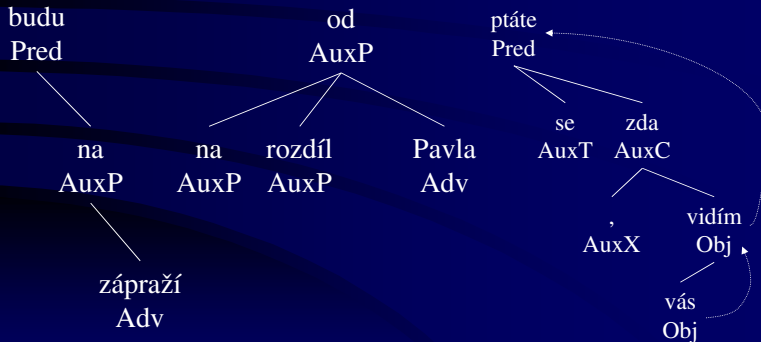 budu
Pred
na
AuxP
zápraží
Adv
od
AuxP
na
AuxP
rozdíl
AuxP
Pavla
Adv
ptáte
Pred
se
AuxT
zda
AuxC
,
AuxX
vidím
Obj
vás
Obj